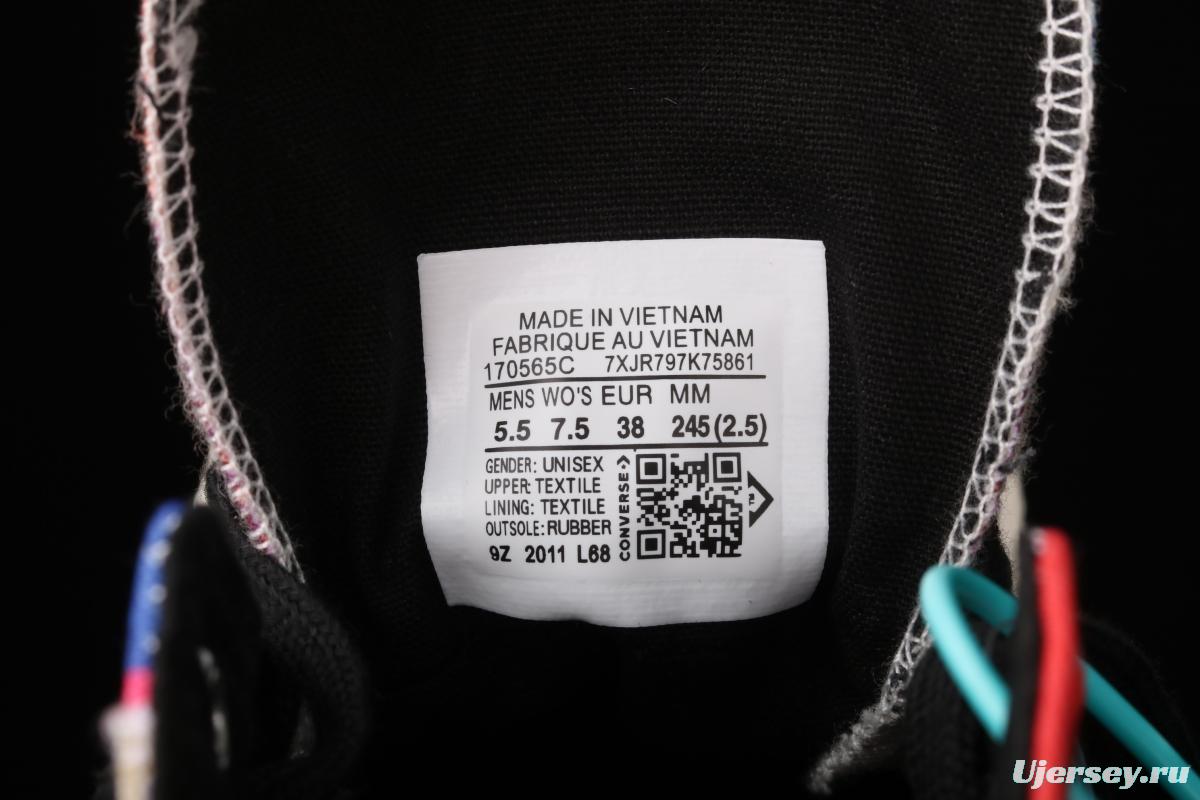 MADE IN VIETNAM
FABRIQUE AU VIETNAM
170565C 7XJR797K75861
MENS WO'S EUR MM
5.5 7.5 38 245(2.5)
GENDER: UNISEX
UPPER: TEXTILE
LINING: TEXTILE
OUTSOLE: RUBBER
9Z 2011 L68
CONVERSE
TM
Ujersey.ru